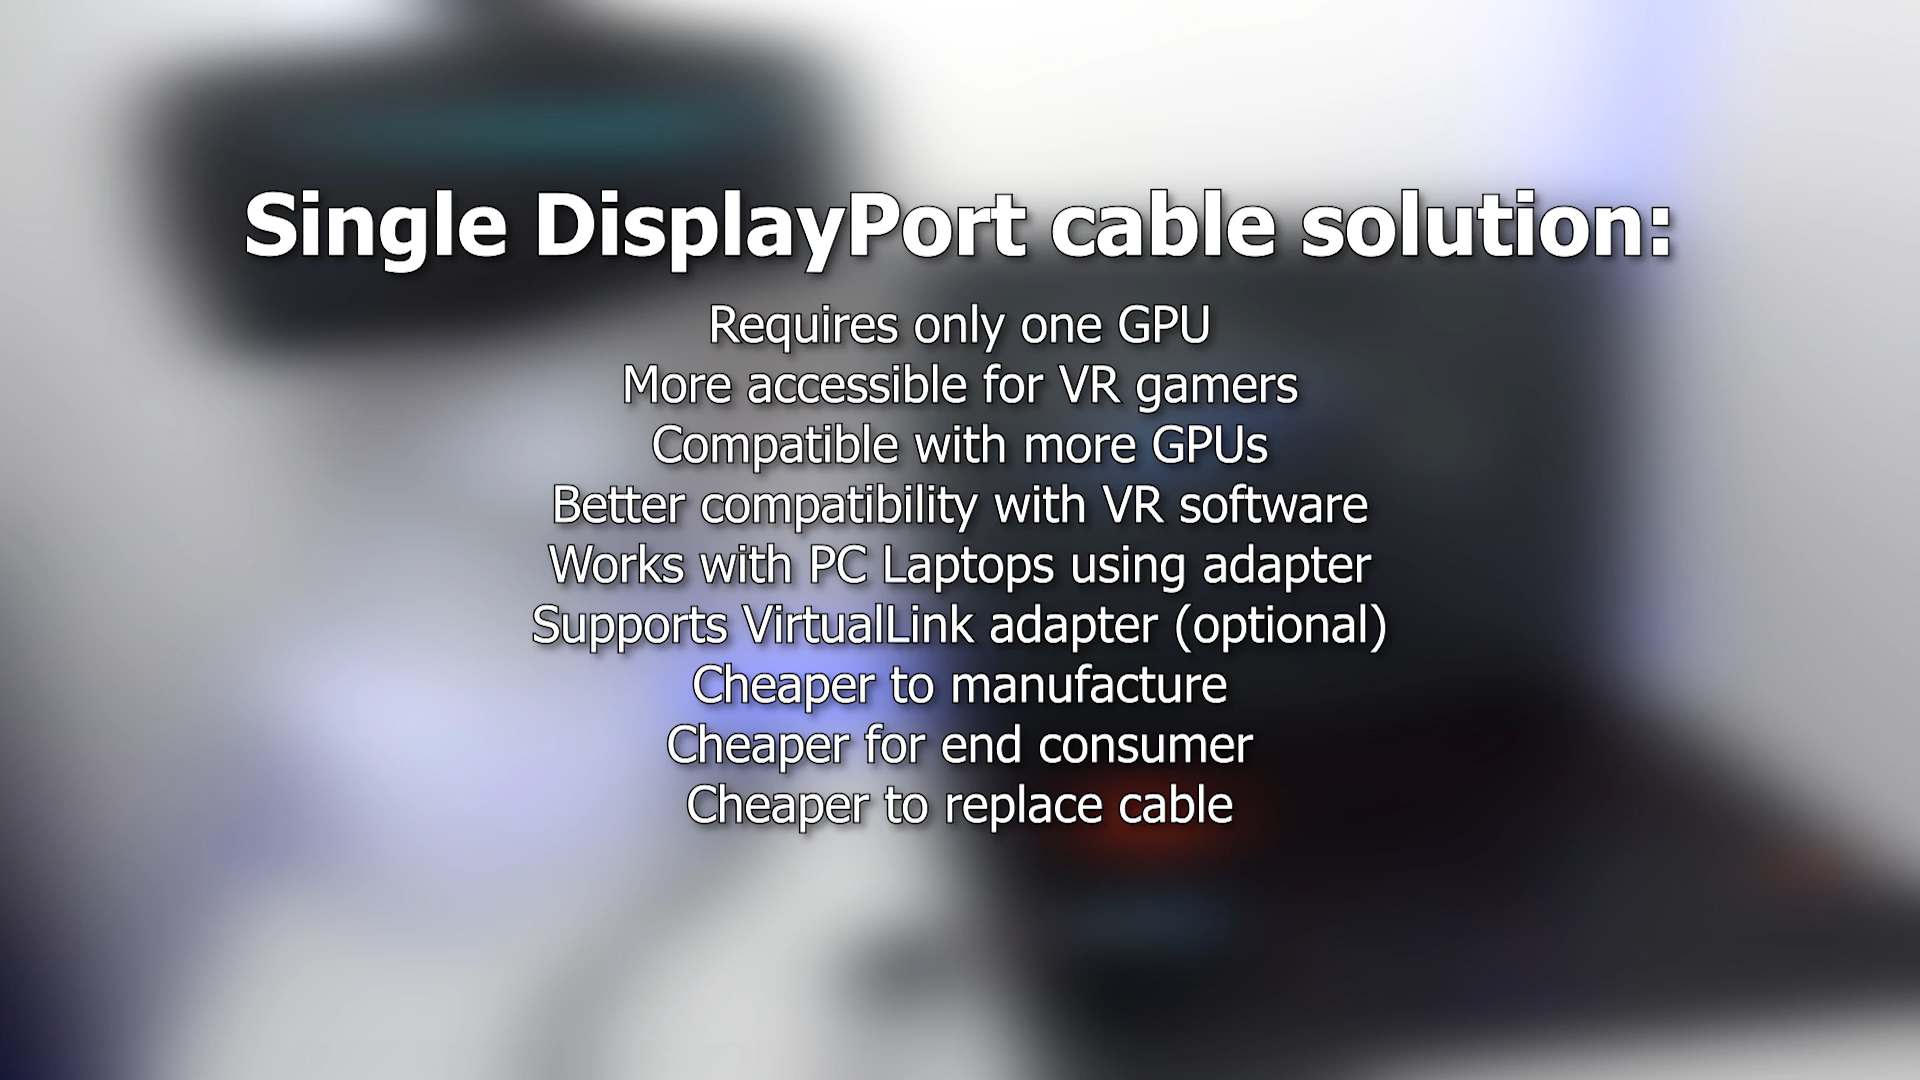 Single DisplayPort cable solution:
Requires only one GPU
More accessible for VR gamers
Compatible with more GPUs
Better compatibility with VR software
Works with PC Laptops using adapter
Supports VirtualLink adapter (optional)
Cheaper to manufacture
Cheaper for end consumer
Cheaper to replace cable